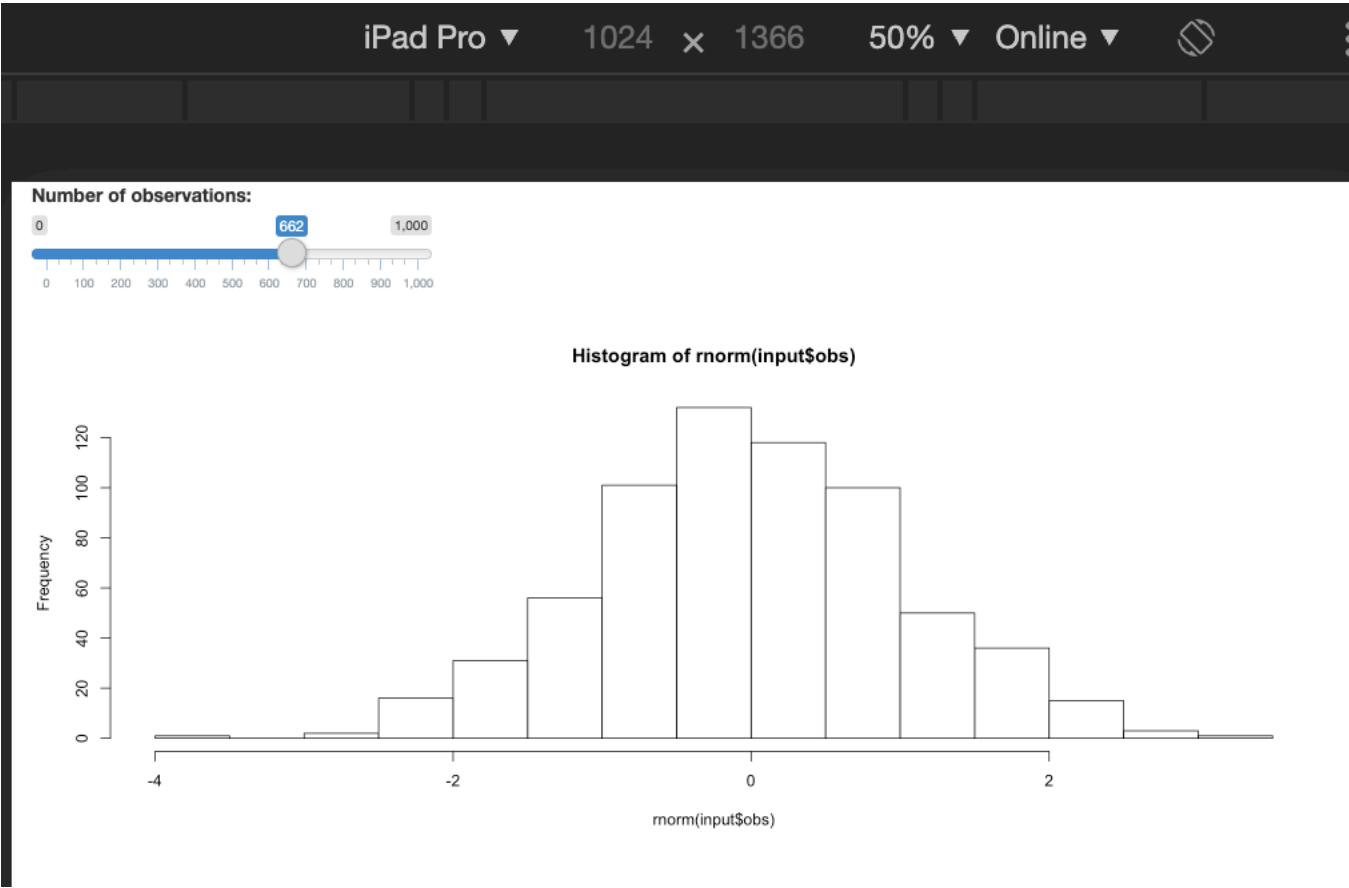 iPad Pro ▼ 1024 × 1366 50% ▼ Online ▼
Number of observations:
0 662 1,000
0 100 200 300 400 500 600 700 800 900 1,000
Histogram of rnorm(input$obs)
Frequency
120
100
80
60
40
20
0
-4 -2 0 2
rnorm(input$obs)